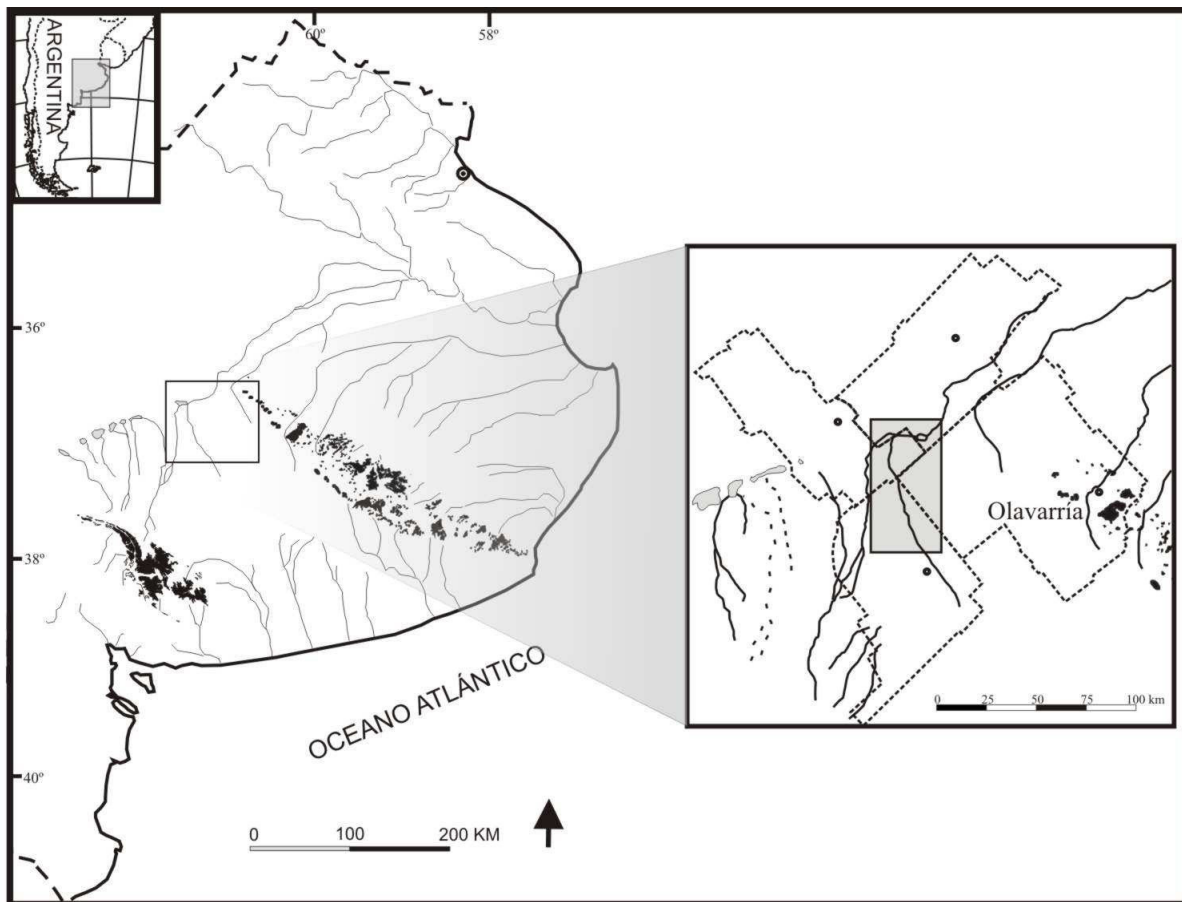 60º
58º
ARGENTINA
36º
38º
40º
OCEANO ATLÁNTICO
0 100 200 KM
Olavarría
0 25 50 75 100 km